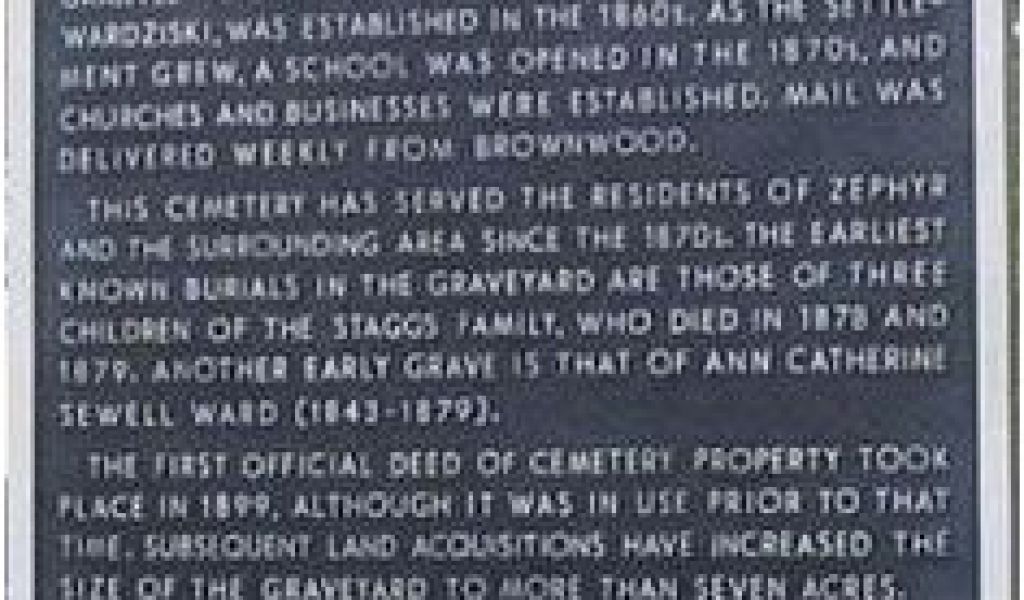 WARDZISKI, WAS ESTABLISHED IN THE 1860s. AS THE SETTLE-
MENT GREW, A SCHOOL WAS OPENED IN THE 1870s, AND
CHURCHES AND BUSINESSES WERE ESTABLISHED. MAIL WAS
DELIVERED WEEKLY FROM BROWNWOOD.
THIS CEMETERY HAS SERVED THE RESIDENTS OF ZEPHYR
AND THE SURROUNDING AREA SINCE THE 1870s. THE EARLIEST
KNOWN BURIALS IN THE GRAVEYARD ARE THOSE OF THREE
CHILDREN OF THE STAGGS FAMILY, WHO DIED IN 1878 AND
1879. ANOTHER EARLY GRAVE IS THAT OF ANN CATHERINE
SEWELL WARD (1843-1879).
THE FIRST OFFICIAL DEED OF CEMETERY PROPERTY TOOK
PLACE IN 1899, ALTHOUGH IT WAS IN USE PRIOR TO THAT
TIME. SUBSEQUENT LAND ACQUISITIONS HAVE INCREASED THE
SIZE OF THE GRAVEYARD TO MORE THAN SEVEN ACRES.